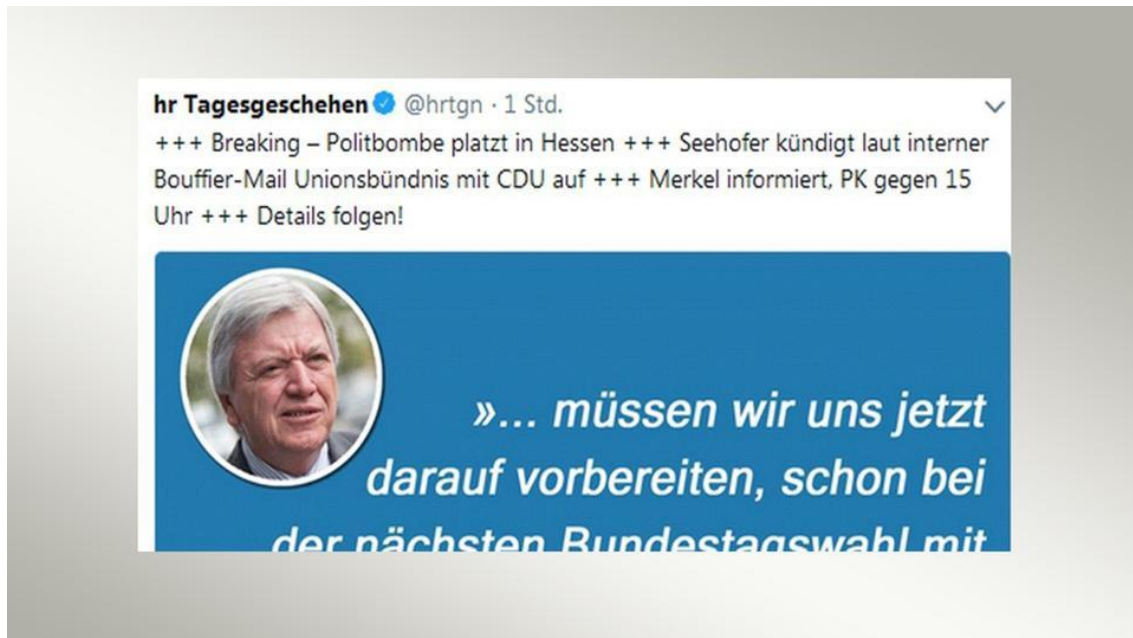 hr Tagesgeschehen @hrtgn · 1 Std.
+++ Breaking – Politbombe platzt in Hessen +++ Seehofer kündigt laut interner
Bouffier-Mail Unionsbündnis mit CDU auf +++ Merkel informiert, PK gegen 15
Uhr +++ Details folgen!
»... müssen wir uns jetzt
darauf vorbereiten, schon bei
der nächsten Bundestagswahl mit